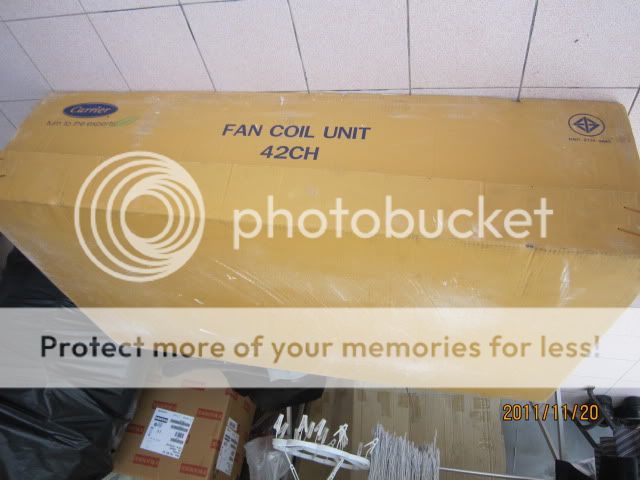 Carrier
turn to the experts
FAN COIL UNIT
42CH
photobucket
Protect more of your memories for less!
2011/11/20